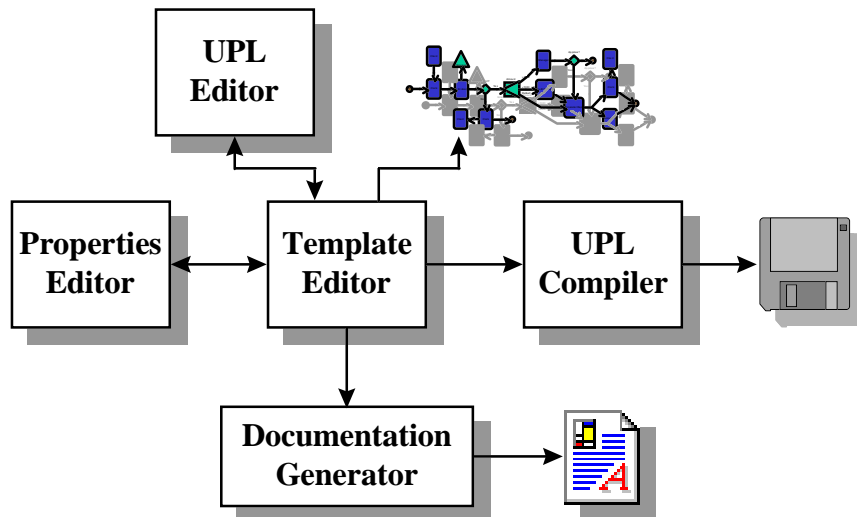 UPL
Editor
Properties
Editor
Template
Editor
UPL
Compiler
Documentation
Generator
A